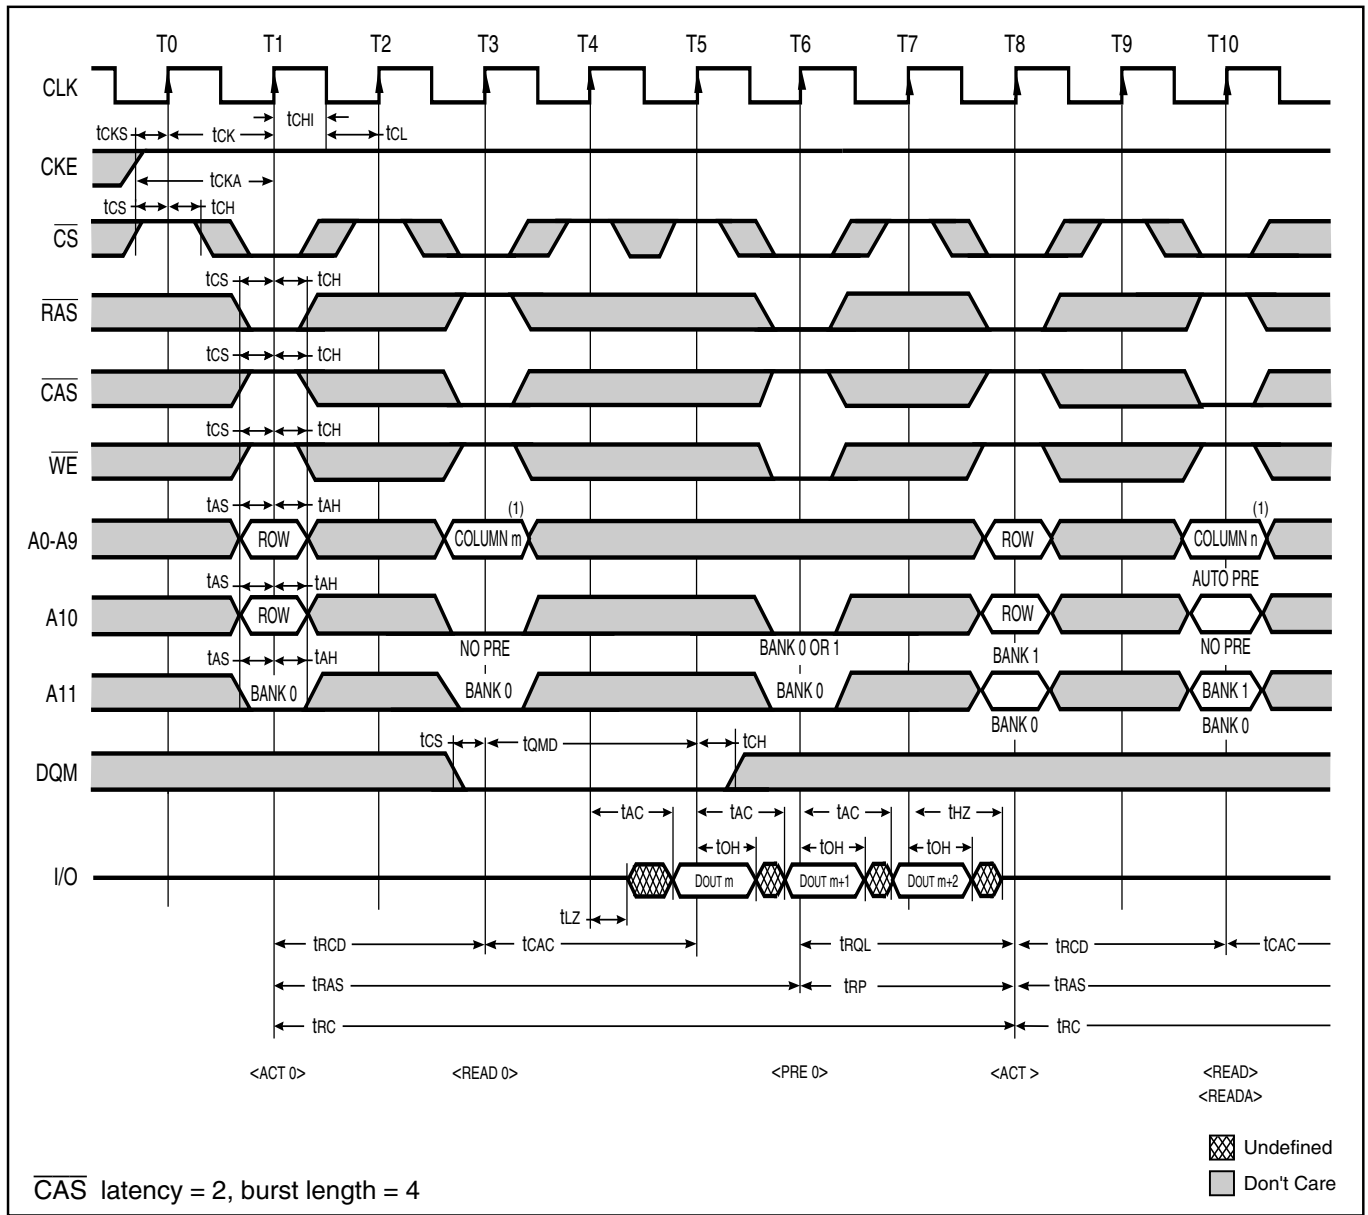 T0 T1 T2 T3 T4 T5 T6 T7 T8 T9 T10
CLK
tCHI
tCKS tCK tCL
CKE
tCKA
tCS tCH
CS
tCS tCH
RAS
tCS tCH
CAS
tCS tCH
WE
tAS tAH (1) (1)
A0-A9 ROW COLUMN m ROW COLUMN n
tAS tAH AUTO PRE
A10 ROW ROW
NO PRE BANK 0 OR 1 BANK 1 NO PRE
tAS tAH
A11 BANK 0 BANK 0 BANK 0 BANK 1
BANK 0 BANK 0
tCS tQMD tCH
DQM
tAC tAC tAC tHZ
tOH tOH tOH
I/O DOUT m DOUT m+1 DOUT m+2
tLZ
tRCD tCAC tRQL tRCD tCAC
tRAS tRP tRAS
tRC tRC
<ACT 0> <READ 0> <PRE 0> <ACT > <READ>
<READA>
Undefined
Don't Care
CAS latency = 2, burst length = 4